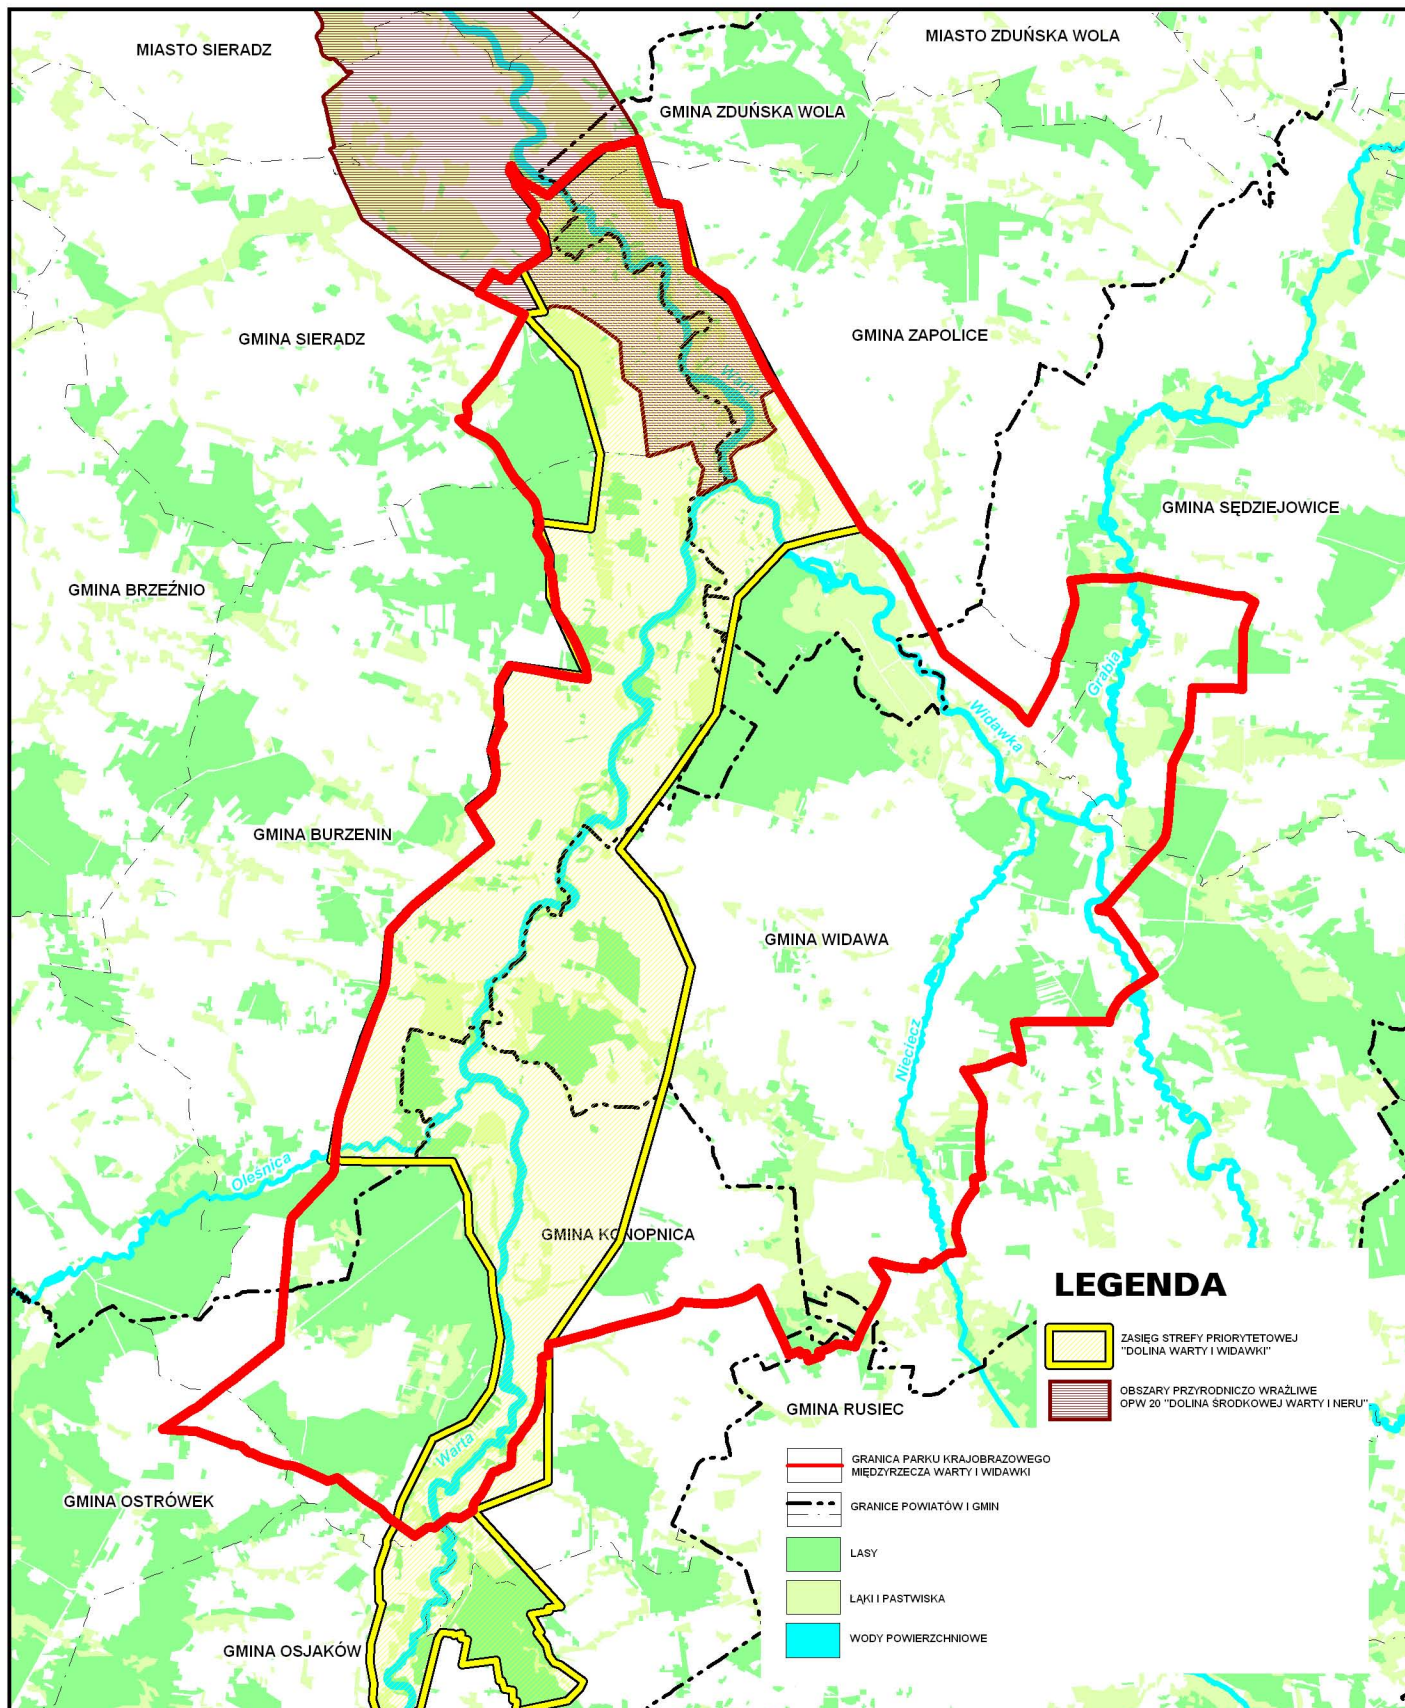 MIASTO SIERADZ
MIASTO ZDUŃSKA WOLA
GMINA ZDUŃSKA WOLA
GMINA SIERADZ
GMINA ZAPOLICE
Warta
GMINA SĘDZIEJOWICE
GMINA BRZEŹNIO
Grabia
Widawka
GMINA BURZENIN
GMINA WIDAWA
Nieciecz
Oleśnica
GMINA KONOPNICA
LEGENDA
ZASIĘG STREFY PRIORYTETOWEJ
"DOLINA WARTY I WIDAWKI"
OBSZARY PRZYRODNICZO WRAŻLIWE
OPW 20 "DOLINA ŚRODKOWEJ WARTY I NERU"
GMINA RUSIEC
Warta
GRANICA PARKU KRAJOBRAZOWEGO
MIĘDZYRZECZA WARTY I WIDAWKI
GMINA OSTRÓWEK
GRANICE POWIATÓW I GMIN
LASY
ŁĄKI I PASTWISKA
WODY POWIERZCHNIOWE
GMINA OSJAKÓW